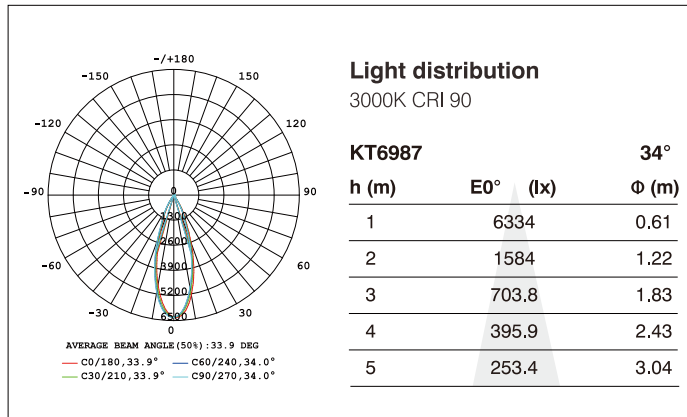 -/+180
-150 150
-120 120
-90 0 90
1300
2600
-60 3900 60
5200
-30 6500 30
0
AVERAGE BEAM ANGLE(50%):33.9 DEG
C0/180,33.9° C60/240,34.0°
C30/210,33.9° C90/270,34.0°
Light distribution
3000K CRI 90
KT6987 34°
h (m) E0° (lx) Φ (m)
1 6334 0.61
2 1584 1.22
3 703.8 1.83
4 395.9 2.43
5 253.4 3.04